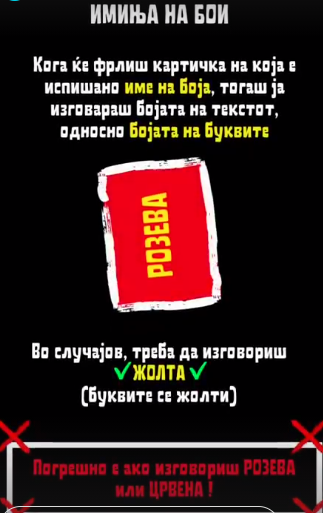 ИМИЊА НА БОИ
Кога ќе фрлиш картичка на која е
испишано име на боја, тогаш ја
изговараш бојата на текстот,
односно бојата на буквите
РОЗЕВА
Во случајов, треба да изговориш
ЖОЛТА
(буквите се жолти)
Погрешно е ако изговориш РОЗЕВА
или ЦРВЕНА !